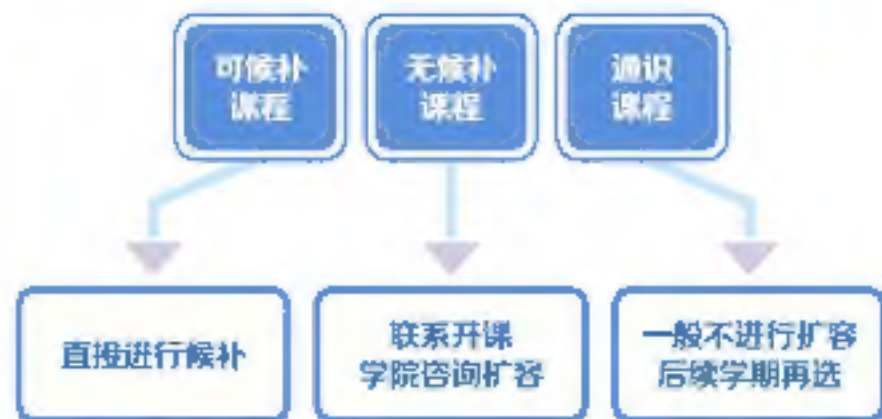 可候补
课程
无候补
课程
通识
课程
直接进行候补
联系开课
学院咨询扩容
一般不进行扩容
后续学期再选